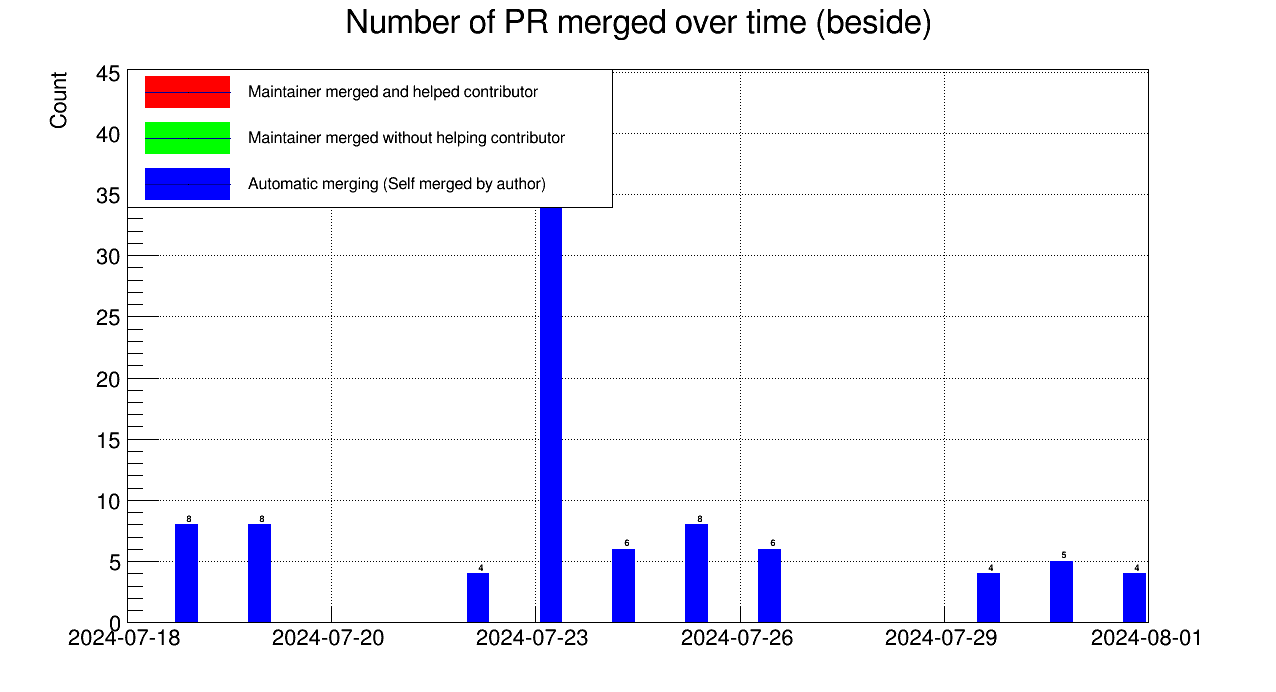 Number of PR merged over time (beside)
Count
45
40
35
30
25
20
15
10
5
0
Maintainer merged and helped contributor
Maintainer merged without helping contributor
Automatic merging (Self merged by author)
8 8 4 6 8 6 4 5 4
2024-07-18 2024-07-20 2024-07-23 2024-07-26 2024-07-29 2024-08-01